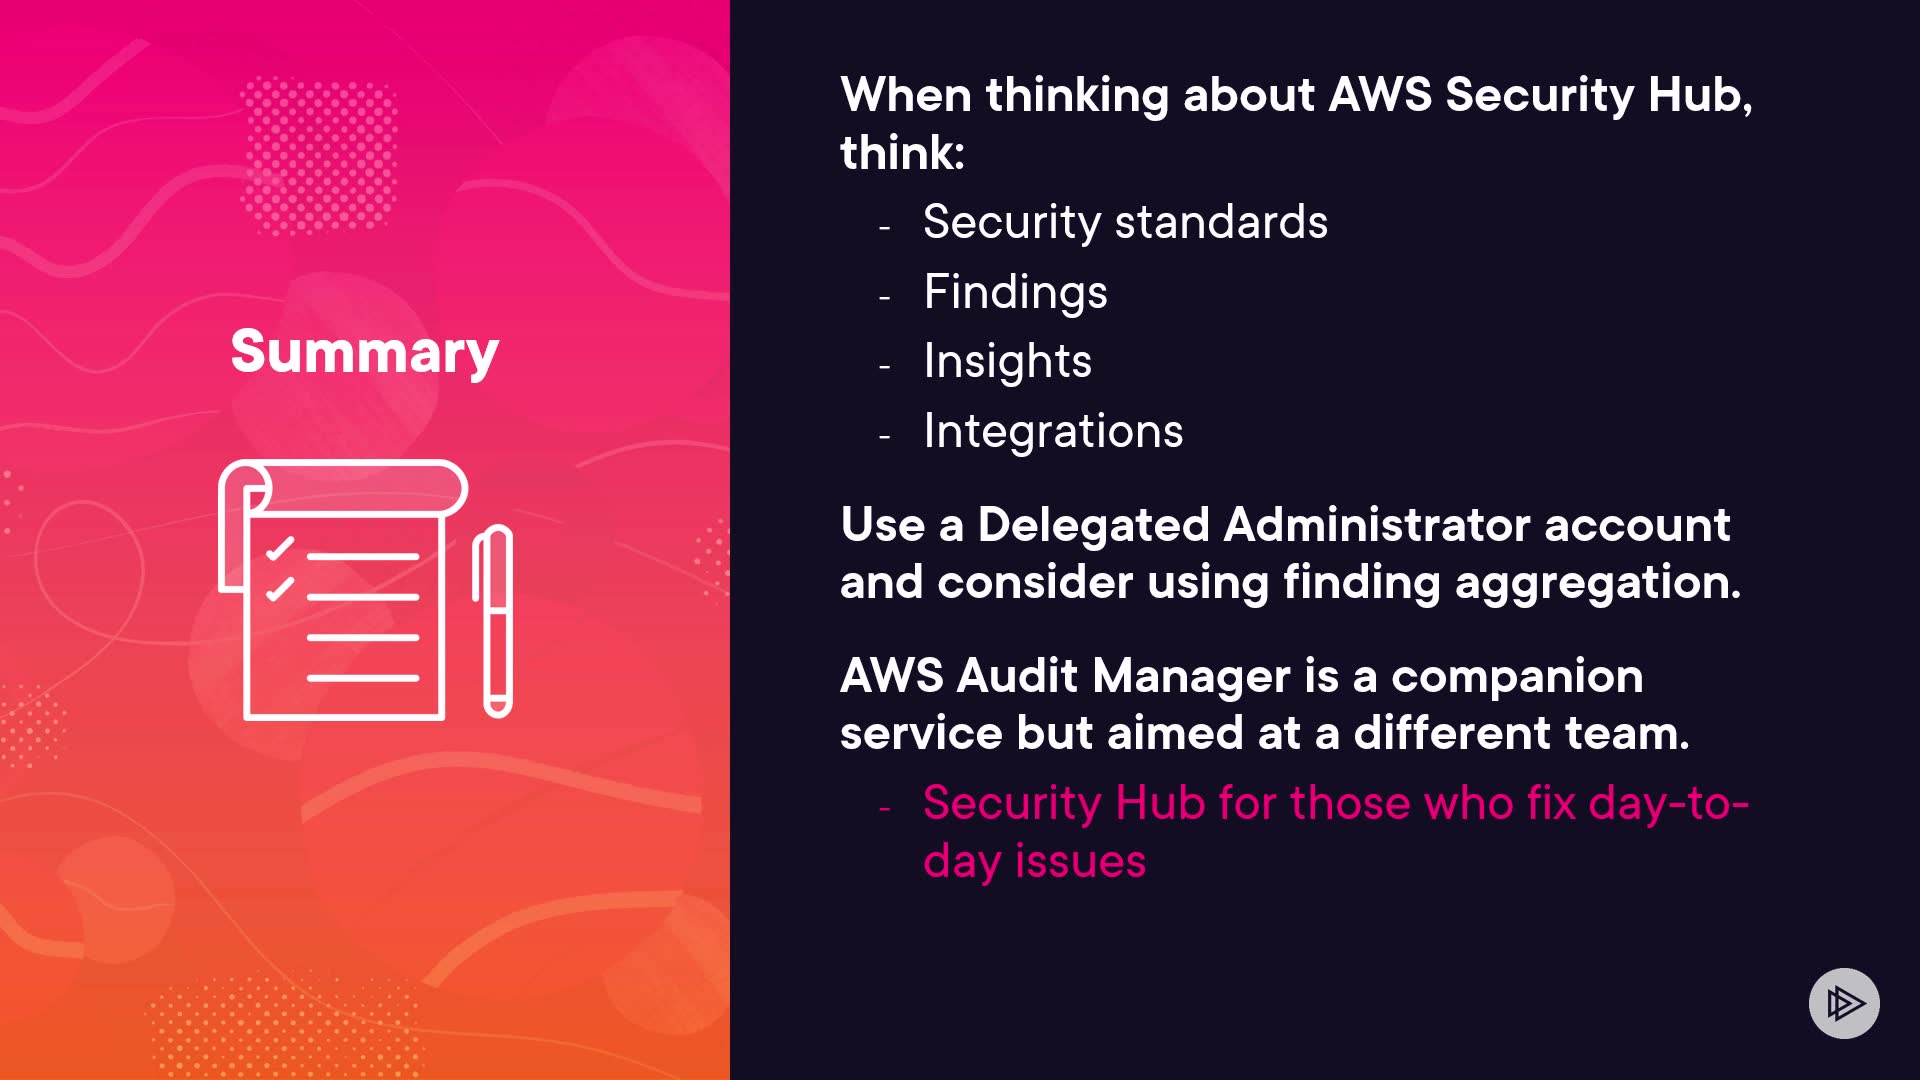 Summary
When thinking about AWS Security Hub,
think:
- Security standards
- Findings
- Insights
- Integrations
Use a Delegated Administrator account
and consider using finding aggregation.
AWS Audit Manager is a companion
service but aimed at a different team.
- Security Hub for those who fix day-to-
day issues